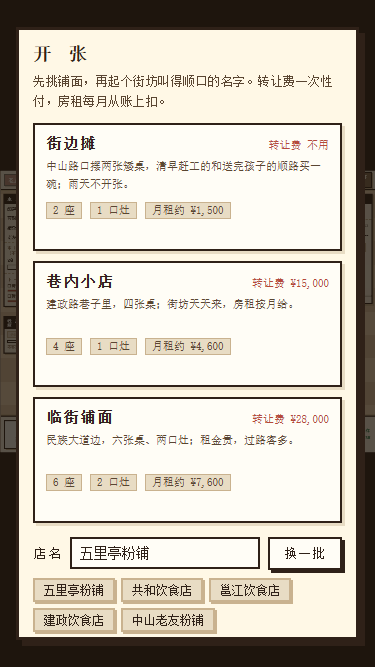 开 张
先挑铺面，再起个街坊叫得顺口的名字。转让费一次性
付，房租每月从账上扣。
街边摊 转让费 不用
中山路口摆两张矮桌，清早赶工的和送完孩子的顺路买一
碗；雨天不开张。
2 座 1 口灶 月租约 ¥1,500
巷内小店 转让费 ¥15,000
建政路巷子里，四张桌；街坊天天来，房租按月给。
4 座 1 口灶 月租约 ¥4,600
临街铺面 转让费 ¥28,000
民族大道边，六张桌、两口灶；租金贵，过路客多。
6 座 2 口灶 月租约 ¥7,600
店名 五里亭粉铺 换一批
五里亭粉铺 共和饮食店 邕江饮食店
建政饮食店 中山老友粉铺